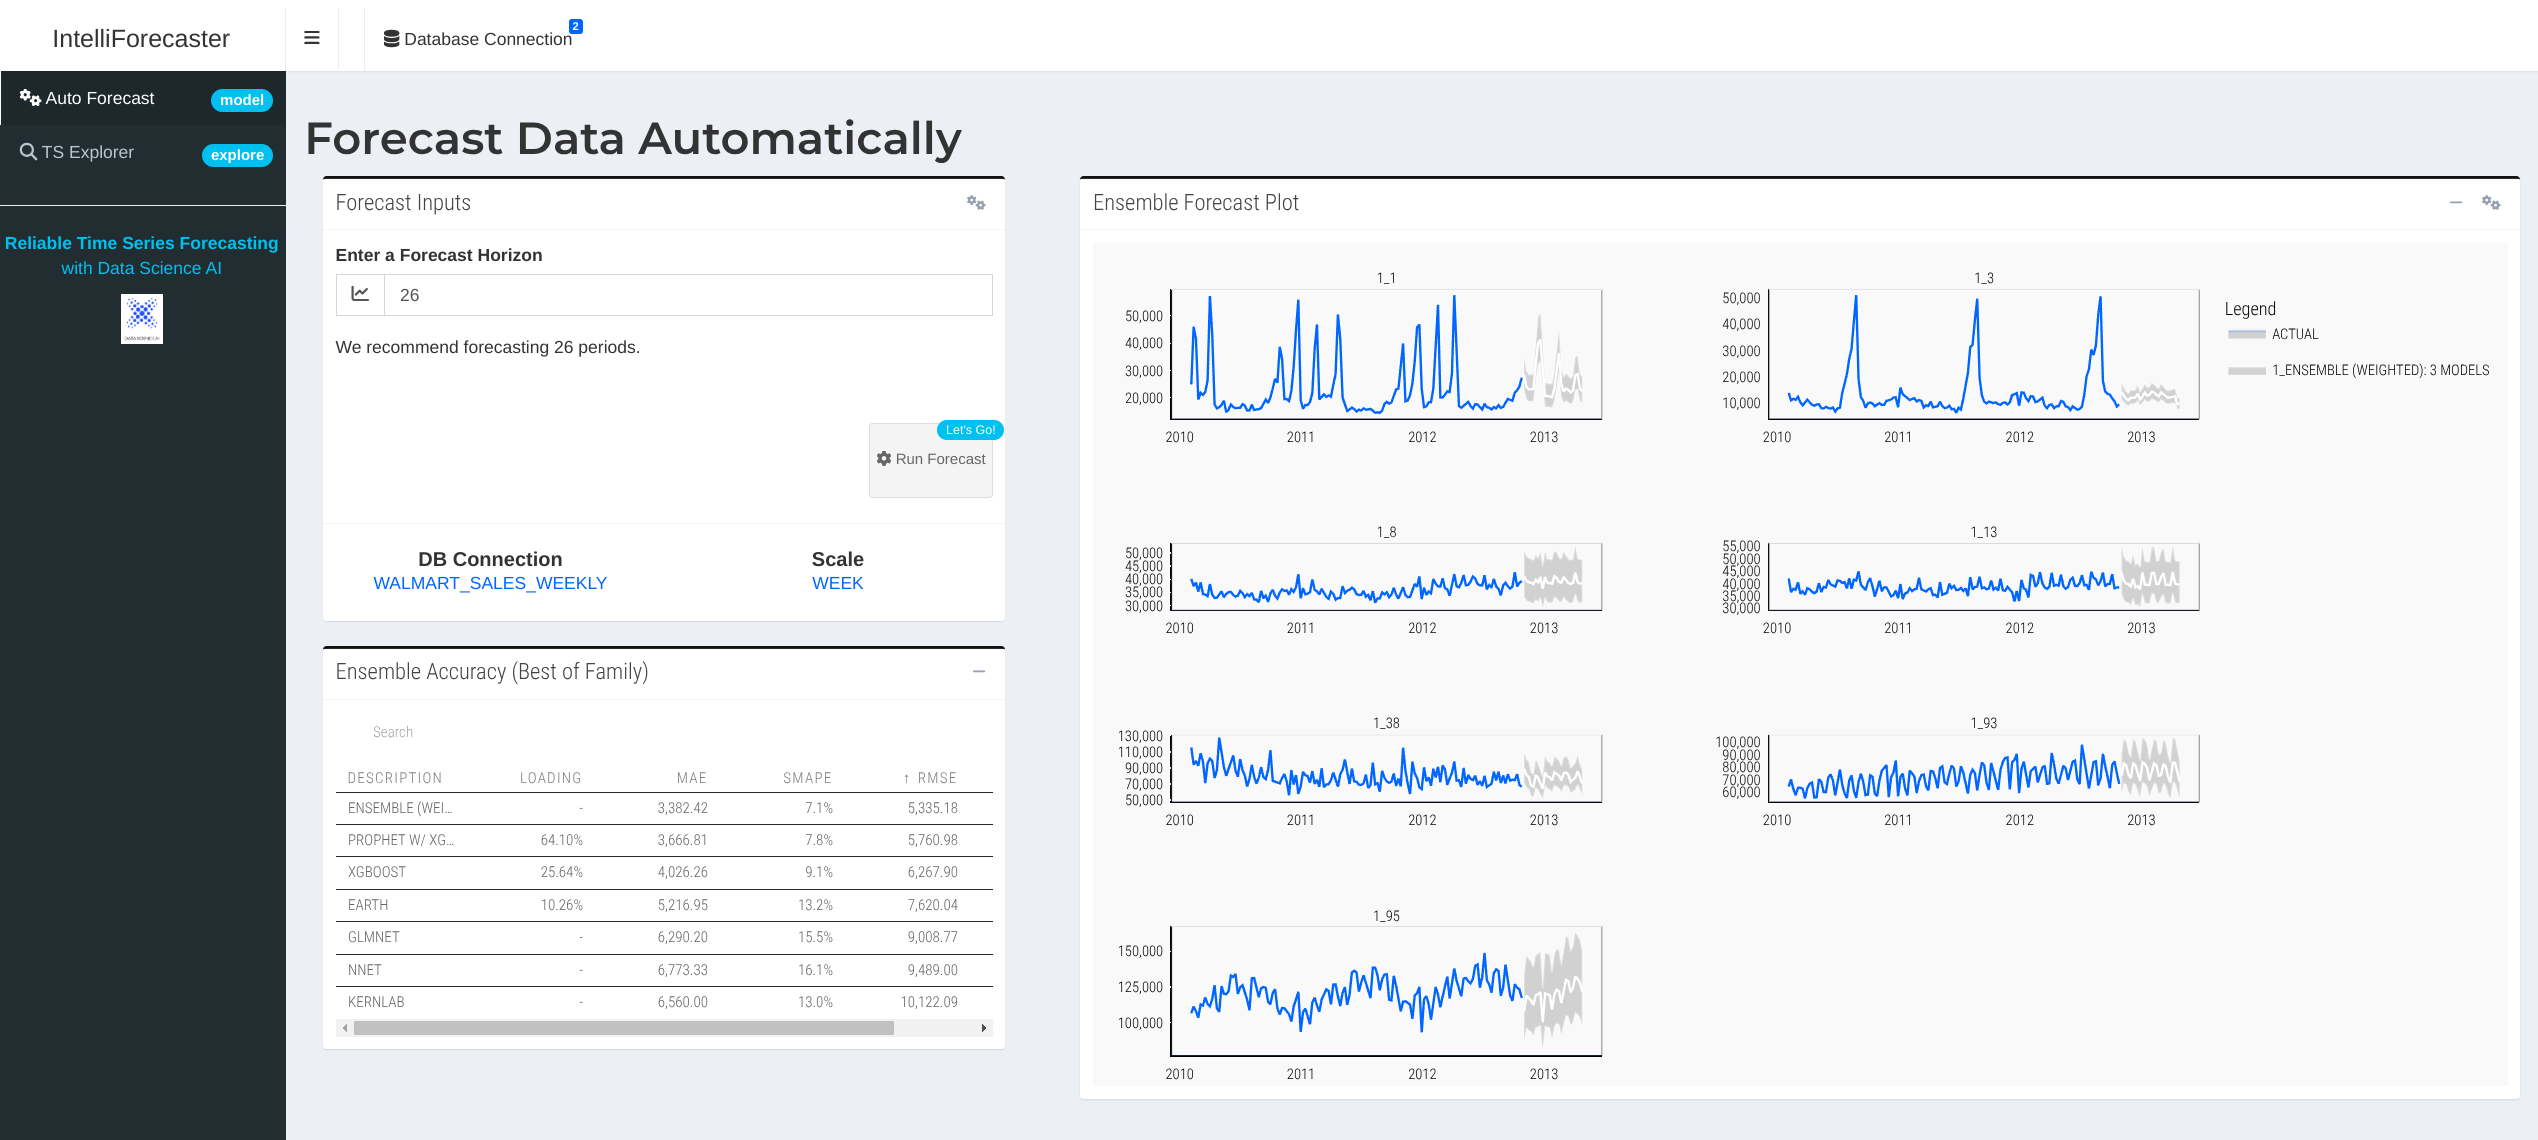 IntelliForecaster
Database Connection 2
Auto Forecast model
TS Explorer explore
Reliable Time Series Forecasting
with Data Science AI
Forecast Data Automatically
Forecast Inputs
Enter a Forecast Horizon
26
We recommend forecasting 26 periods.
Let's Go!
Run Forecast
DB Connection Scale
WALMART_SALES_WEEKLY WEEK
Ensemble Accuracy (Best of Family)
Search
DESCRIPTION LOADING MAE SMAPE ↑ RMSE
ENSEMBLE (WEI... - 3,382.42 7.1% 5,335.18
PROPHET W/ XG... 64.10% 3,666.81 7.8% 5,760.98
XGBOOST 25.64% 4,026.26 9.1% 6,267.90
EARTH 10.26% 5,216.95 13.2% 7,620.04
GLMNET - 6,290.20 15.5% 9,008.77
NNET - 6,773.33 16.1% 9,489.00
KERNLAB - 6,560.00 13.0% 10,122.09
Ensemble Forecast Plot
1_1
50,000
40,000
30,000
20,000
2010 2011 2012 2013
1_3
50,000
40,000
30,000
20,000
10,000
2010 2011 2012 2013
Legend
ACTUAL
1_ENSEMBLE (WEIGHTED): 3 MODELS
1_8
50,000
45,000
40,000
35,000
30,000
2010 2011 2012 2013
1_13
55,000
50,000
45,000
40,000
35,000
30,000
2010 2011 2012 2013
1_38
130,000
110,000
90,000
70,000
50,000
2010 2011 2012 2013
1_93
100,000
90,000
80,000
70,000
60,000
2010 2011 2012 2013
1_95
150,000
125,000
100,000
2010 2011 2012 2013